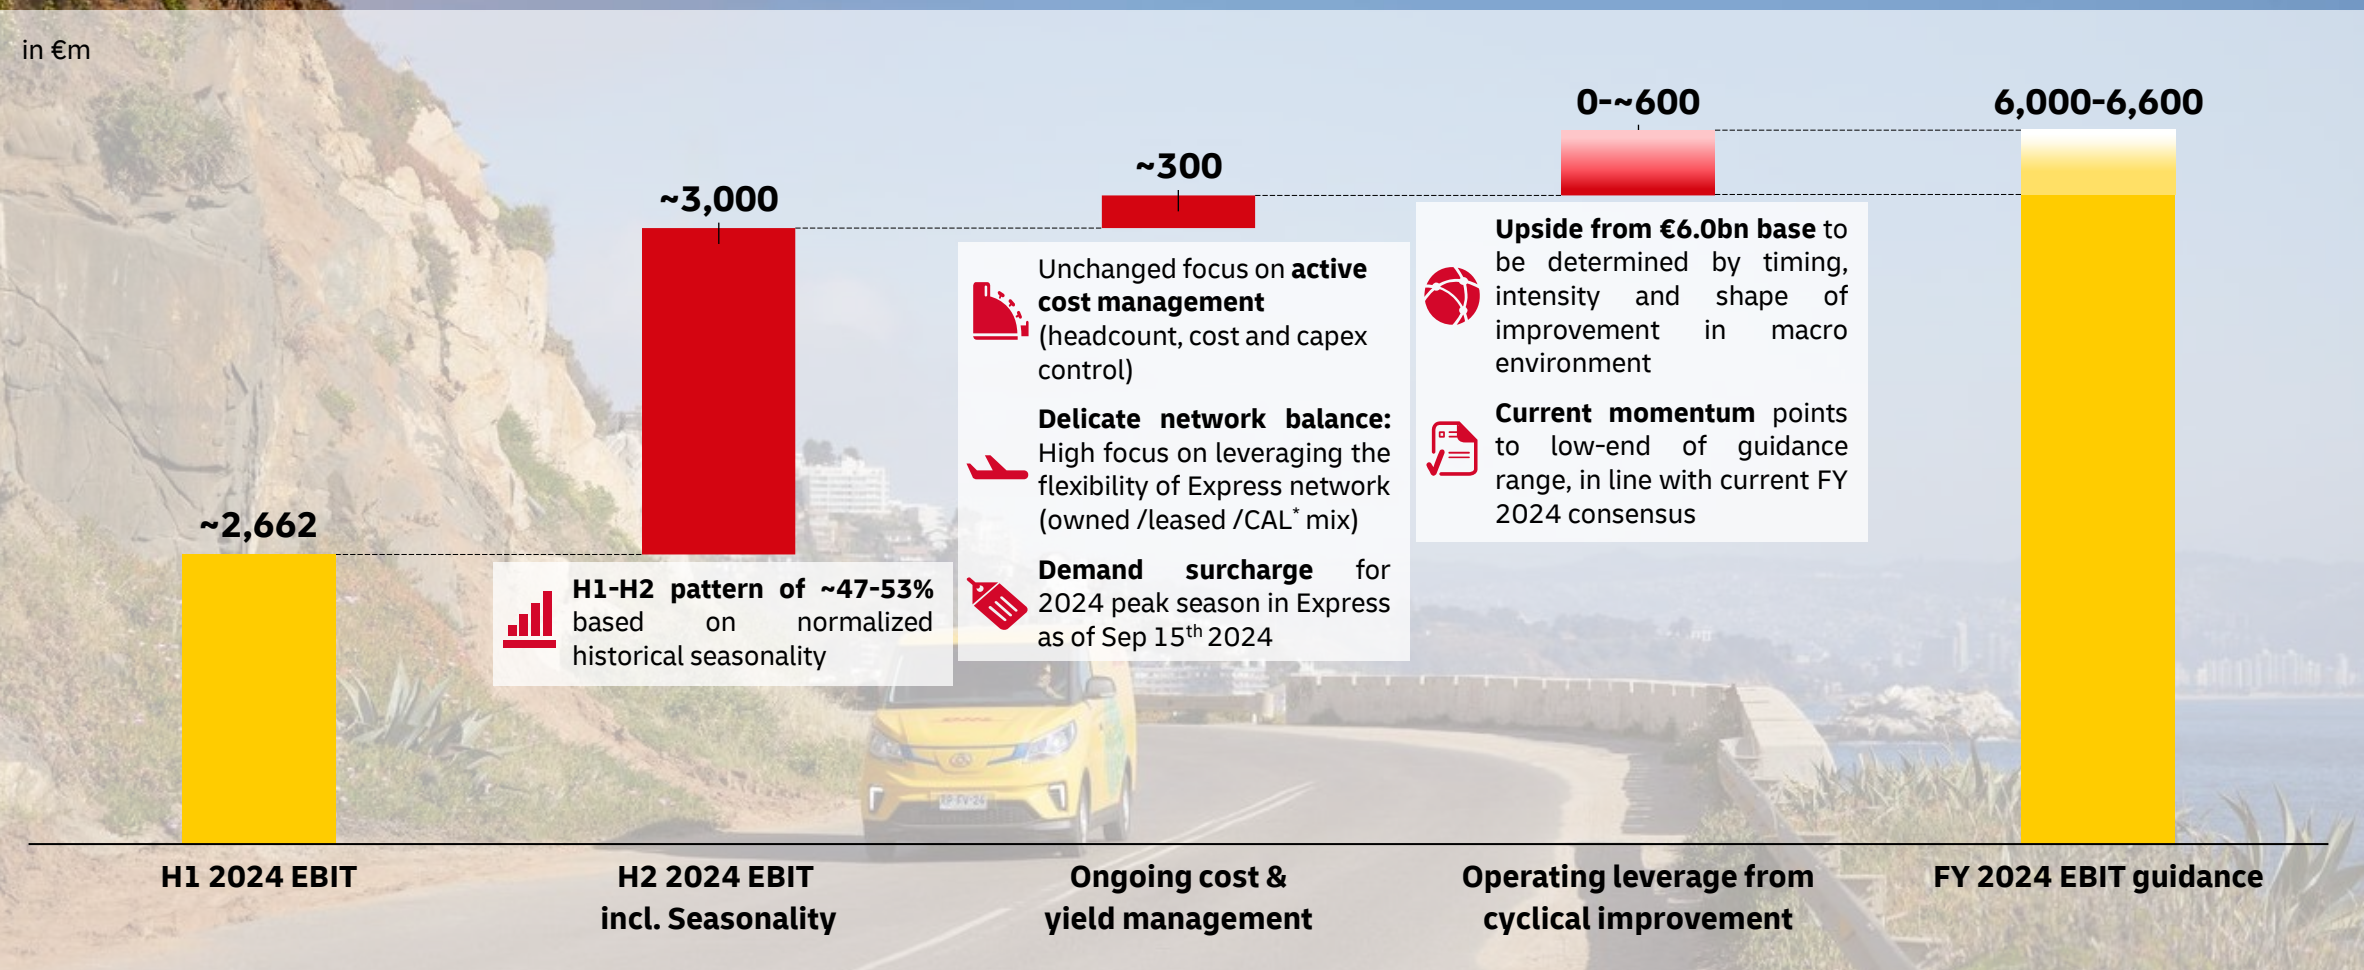 in €m
~2,662
~3,000
~300
0-~600
6,000-6,600
H1-H2 pattern of ~47-53%
based on normalized
historical seasonality
Unchanged focus on active
cost management
(headcount, cost and capex
control)
Delicate network balance:
High focus on leveraging the
flexibility of Express network
(owned /leased /CAL* mix)
Demand surcharge for
2024 peak season in Express
as of Sep 15th 2024
Upside from €6.0bn base to
be determined by timing,
intensity and shape of
improvement in macro
environment
Current momentum points
to low-end of guidance
range, in line with current FY
2024 consensus
H1 2024 EBIT
H2 2024 EBIT
incl. Seasonality
Ongoing cost &
yield management
Operating leverage from
cyclical improvement
FY 2024 EBIT guidance